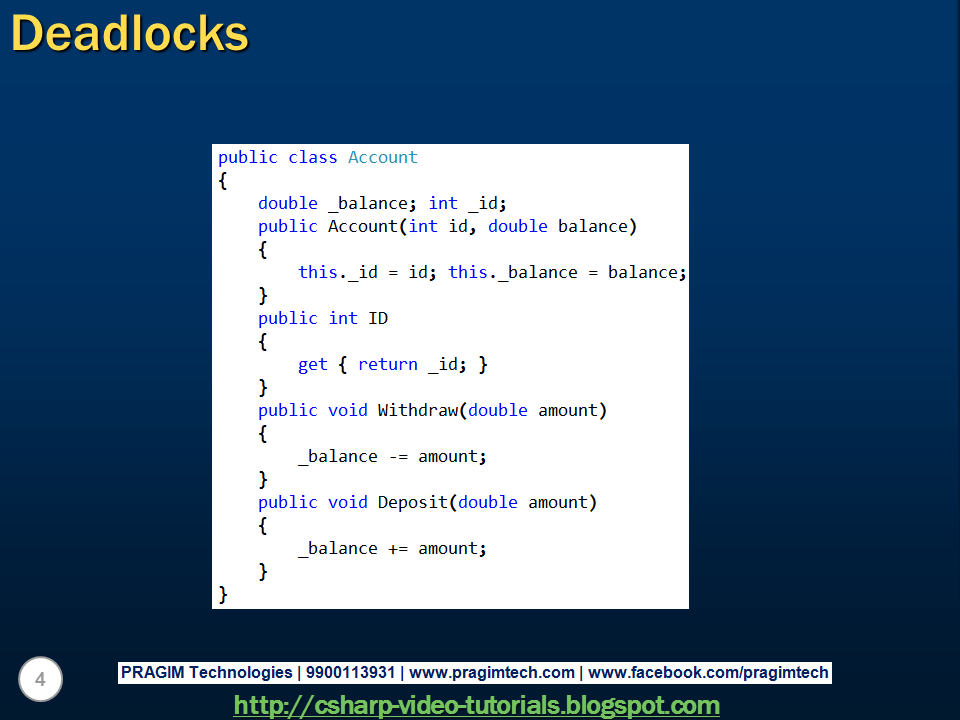 Deadlocks
public class Account
{
    double _balance; int _id;
    public Account(int id, double balance)
    {
        this._id = id; this._balance = balance;
    }
    public int ID
    {
        get { return _id; }
    }
    public void Withdraw(double amount)
    {
        _balance -= amount;
    }
    public void Deposit(double amount)
    {
        _balance += amount;
    }
}
4
PRAGIM Technologies | 9900113931 | www.pragimtech.com | www.facebook.com/pragimtech
http://csharp-video-tutorials.blogspot.com